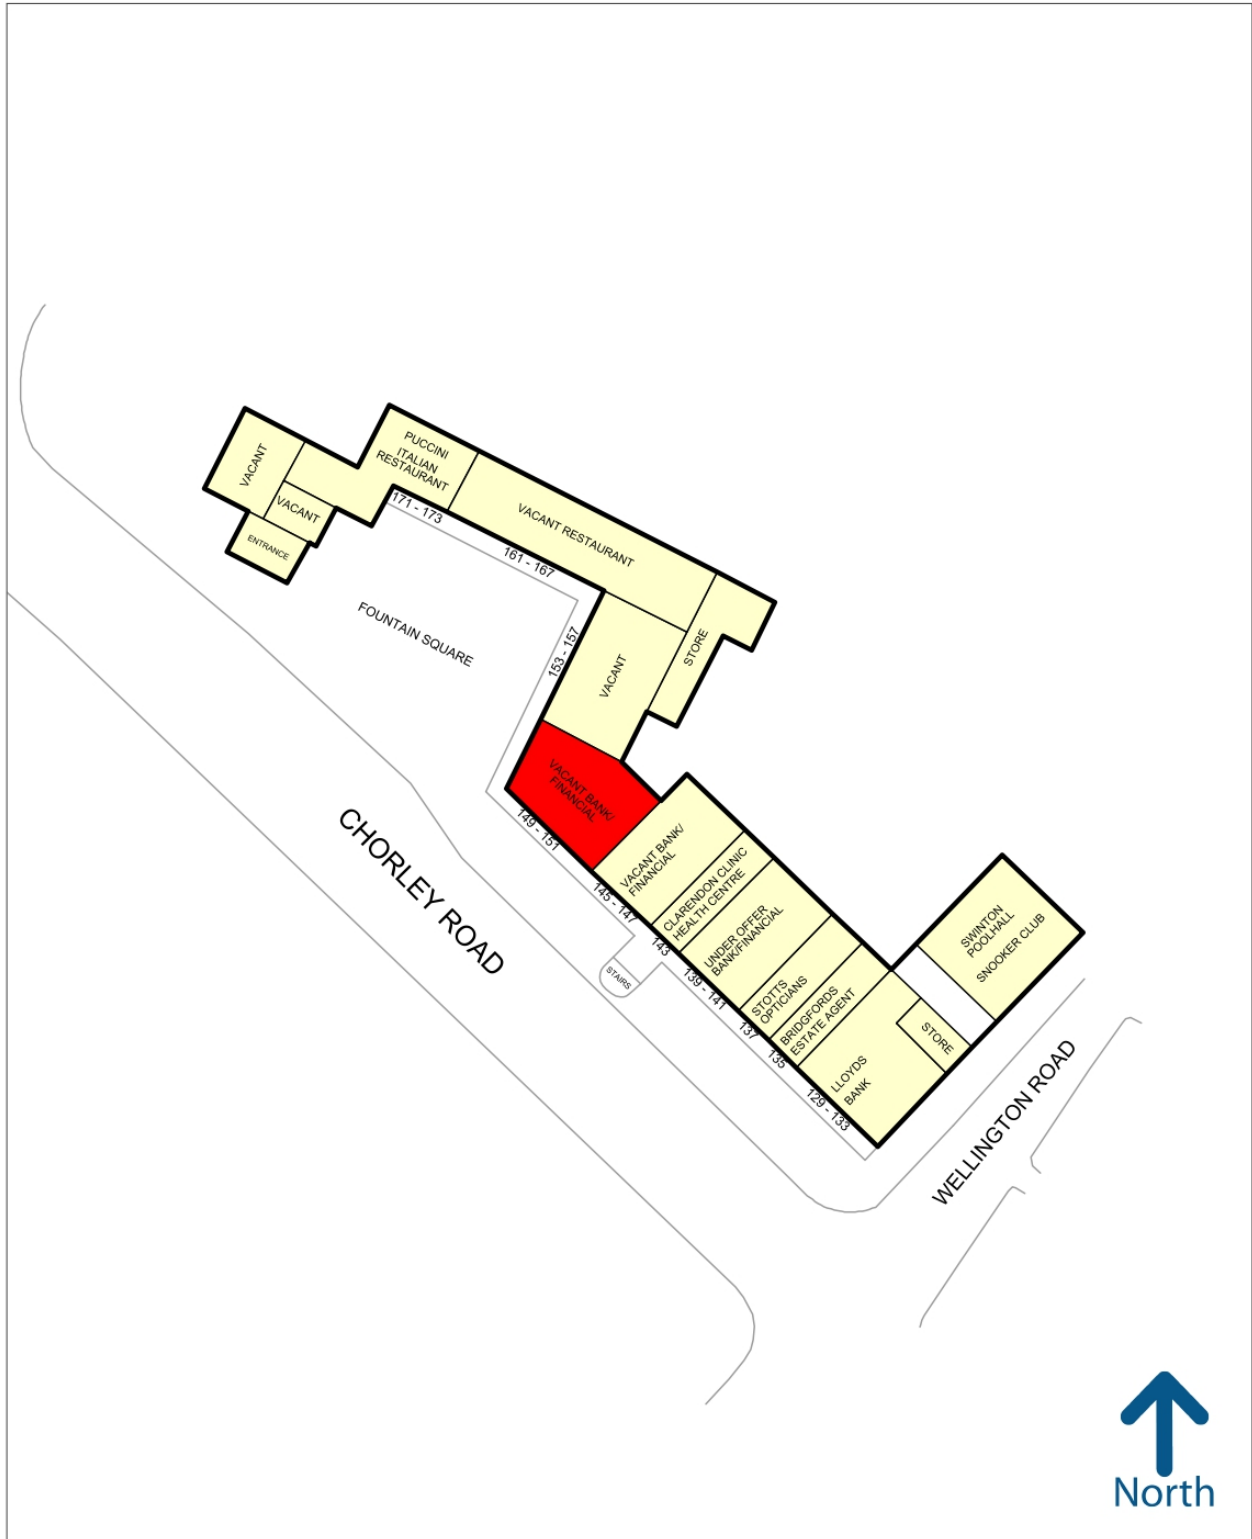 PUCCINI
ITALIAN
RESTAURANT
VACANT
VACANT
ENTRANCE
171 - 173
VACANT RESTAURANT
161 - 167
FOUNTAIN SQUARE
153 - 157
VACANT
STORE
VACANT BANK/
FINANCIAL
149 - 151
CHORLEY ROAD
VACANT BANK/
FINANCIAL
145 - 147
CLARENDON CLINIC
HEALTH CENTRE
143
STAIRS
UNDER OFFER
BANK/FINANCIAL
139 - 141
STOTTS
OPTICIANS
137
BRIDGFORDS
ESTATE AGENT
135
LLOYDS
BANK
129 - 133
STORE
SWINTON
POOLHALL
SNOOKER CLUB
WELLINGTON ROAD
North